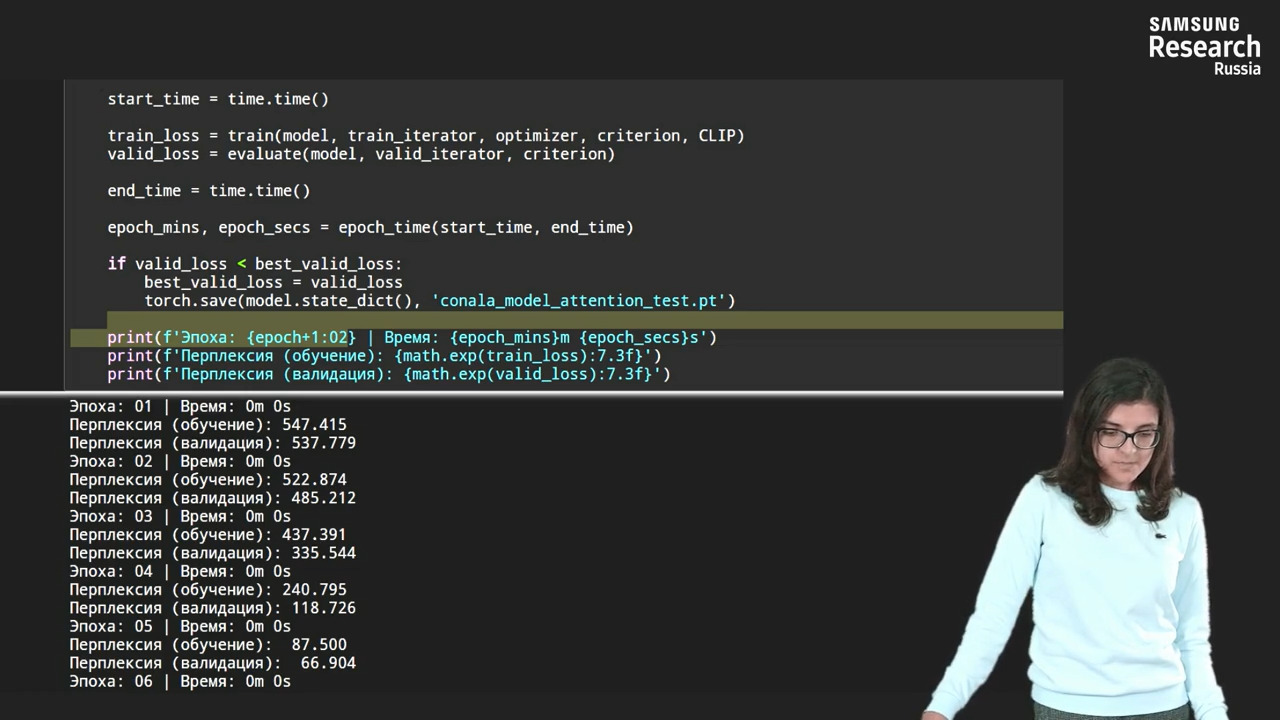 SAMSUNG
Research
Russia
start_time = time.time()
train_loss = train(model, train_iterator, optimizer, criterion, CLIP)
valid_loss = evaluate(model, valid_iterator, criterion)
end_time = time.time()
epoch_mins, epoch_secs = epoch_time(start_time, end_time)
if valid_loss < best_valid_loss:
best_valid_loss = valid_loss
torch.save(model.state_dict(), 'conala_model_attention_test.pt')
print(f'Эпоха: {epoch+1:02} | Время: {epoch_mins}m {epoch_secs}s')
print(f'Перплексия (обучение): {math.exp(train_loss):7.3f}')
print(f'Перплексия (валидация): {math.exp(valid_loss):7.3f}')
Эпоха: 01 | Время: 0m 0s
Перплексия (обучение): 547.415
Перплексия (валидация): 537.779
Эпоха: 02 | Время: 0m 0s
Перплексия (обучение): 522.874
Перплексия (валидация): 485.212
Эпоха: 03 | Время: 0m 0s
Перплексия (обучение): 437.391
Перплексия (валидация): 335.544
Эпоха: 04 | Время: 0m 0s
Перплексия (обучение): 240.795
Перплексия (валидация): 118.726
Эпоха: 05 | Время: 0m 0s
Перплексия (обучение): 87.500
Перплексия (валидация): 66.904
Эпоха: 06 | Время: 0m 0s